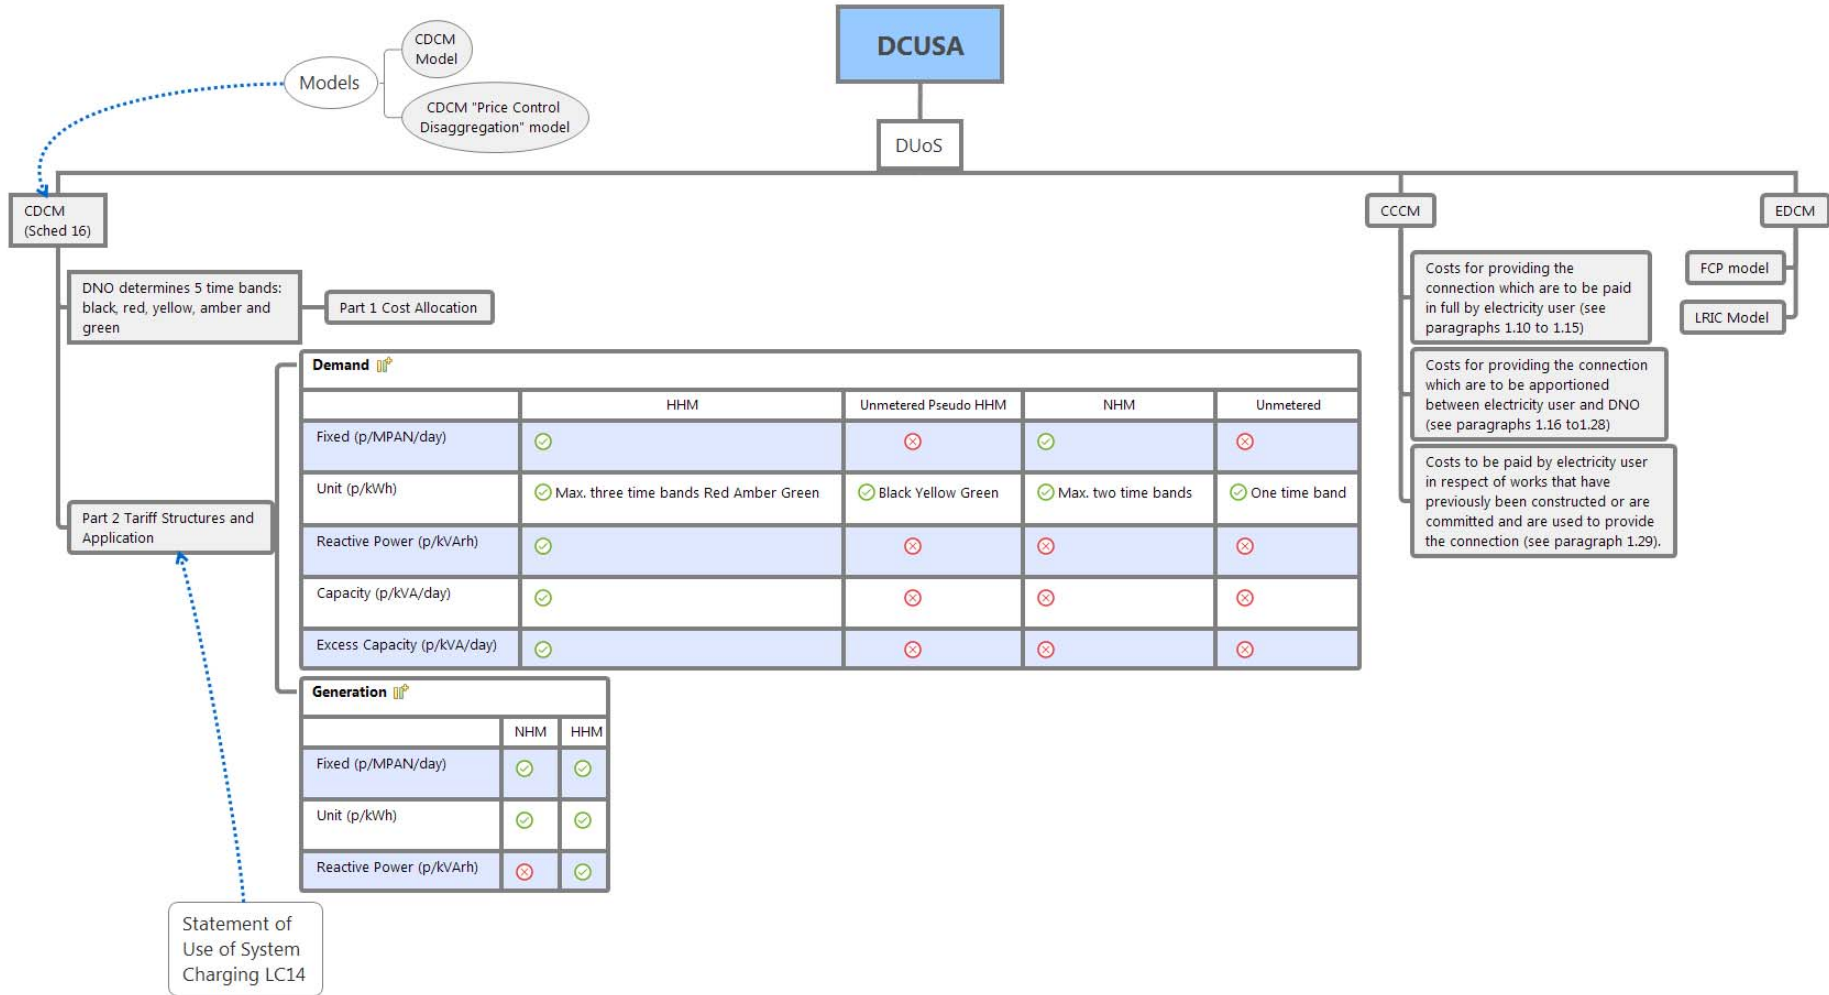 DCUSA
DUoS
Models
CDCM
Model
CDCM "Price Control
Disaggregation" model
CDCM
(Sched 16)
DNO determines 5 time bands:
black, red, yellow, amber and
green
Part 1 Cost Allocation
Part 2 Tariff Structures and
Application
Demand
HHM Unmetered Pseudo HHM NHM Unmetered
Fixed (p/MPAN/day)
Unit (p/kWh) Max. three time bands Red Amber Green Black Yellow Green Max. two time bands One time band
Reactive Power (p/kVArh)
Capacity (p/kVA/day)
Excess Capacity (p/kVA/day)
Generation
NHM HHM
Fixed (p/MPAN/day)
Unit (p/kWh)
Reactive Power (p/kVArh)
Statement of
Use of System
Charging LC14
CCCM
Costs for providing the
connection which are to be paid
in full by electricity user (see
paragraphs 1.10 to 1.15)
Costs for providing the connection
which are to be apportioned
between electricity user and DNO
(see paragraphs 1.16 to1.28)
Costs to be paid by electricity user
in respect of works that have
previously been constructed or are
committed and are used to provide
the connection (see paragraph 1.29).
EDCM
FCP model
LRIC Model